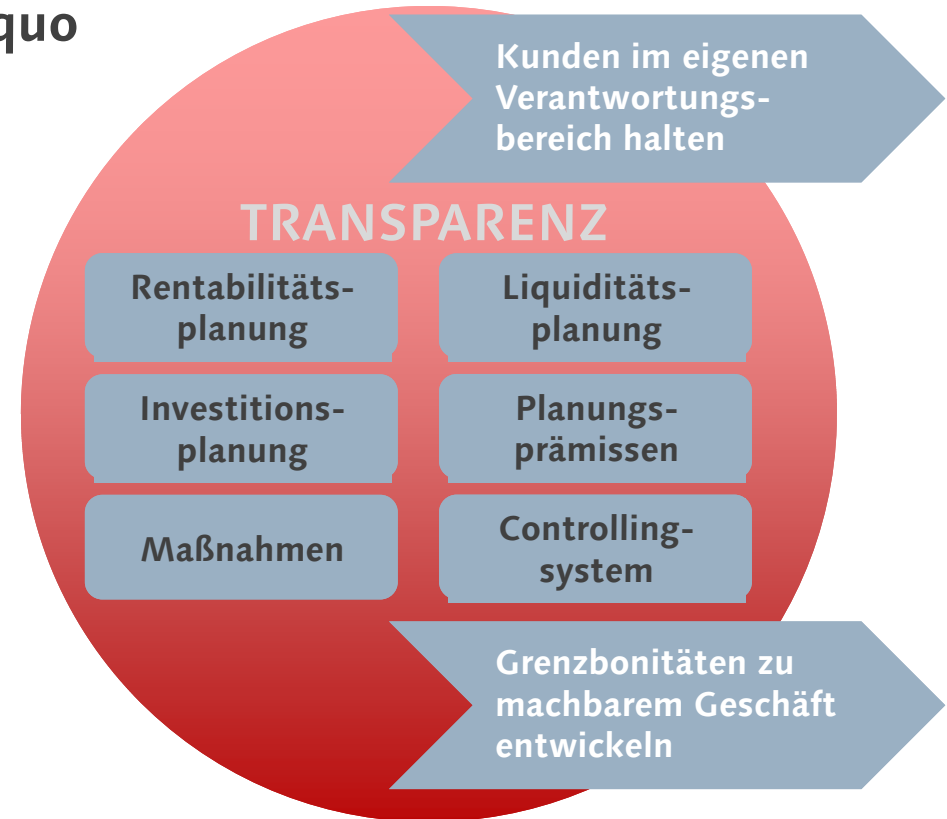 quo
Kunden im eigenen
Verantwortungs-
bereich halten
TRANSPARENZ
Rentabilitäts-
planung
Liquiditäts-
planung
Investitions-
planung
Planungs-
prämissen
Maßnahmen
Controlling-
system
Grenzbonitäten zu
machbarem Geschäft
entwickeln